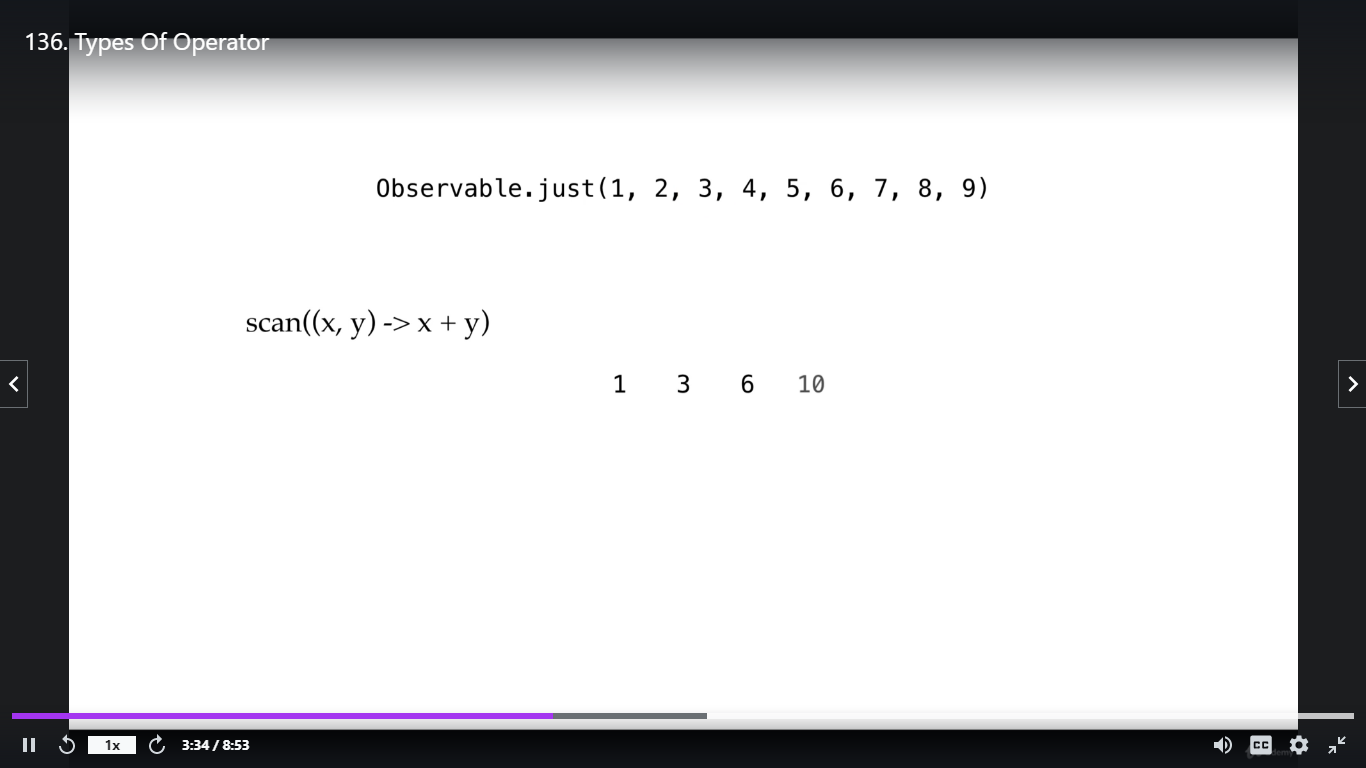 136. Types Of Operator
Observable.just(1, 2, 3, 4, 5, 6, 7, 8, 9)
scan((x, y) -> x + y)
1 3 6 10
1x 3:34 / 8:53 CC